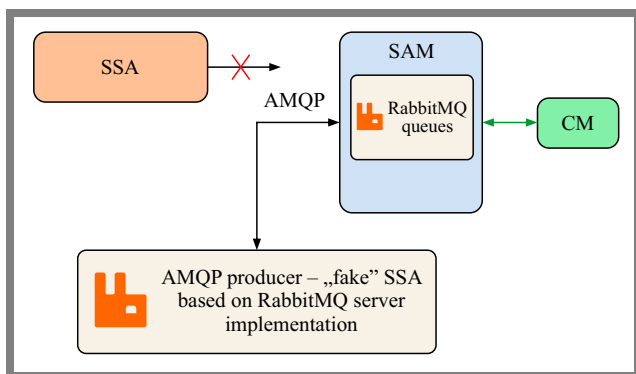 SSA
SAM
AMQP
RabbitMQ
queues
CM
AMQP producer – „fake” SSA
based on RabbitMQ server
implementation